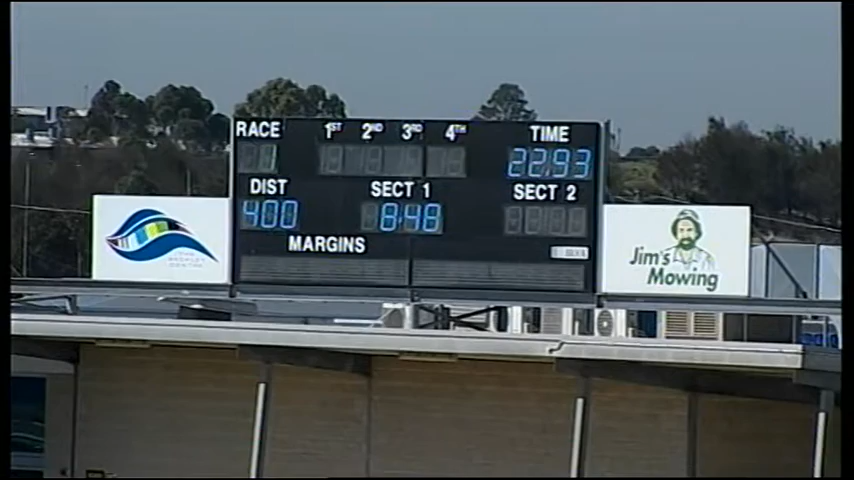 RACE 1ST 2ND 3RD 4TH TIME
1 22.93
DIST SECT 1 SECT 2
400 8.48
MARGINS
Jim's
Mowing